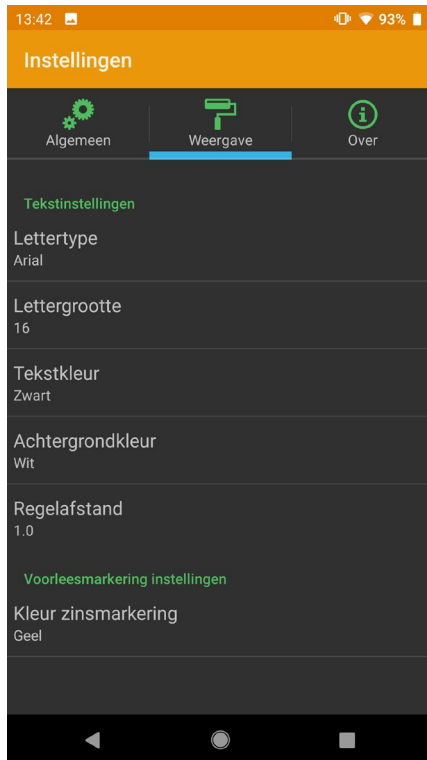 13:42 93%
Instellingen
Algemeen Weergave Over
Tekstinstellingen
Lettertype
Arial
Lettergrootte
16
Tekstkleur
Zwart
Achtergrondkleur
Wit
Regelafstand
1.0
Voorleesmarkering instellingen
Kleur zinsmarkering
Geel